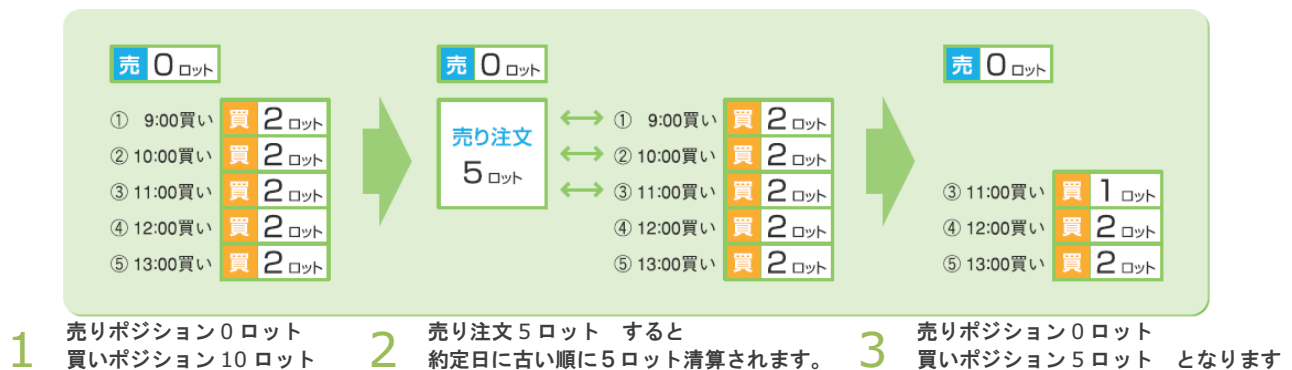 売 0 ロット
① 9:00買い 買 2 ロット
② 10:00買い 買 2 ロット
③ 11:00買い 買 2 ロット
④ 12:00買い 買 2 ロット
⑤ 13:00買い 買 2 ロット
売 0 ロット
売り注文
5 ロット
① 9:00買い 買 2 ロット
② 10:00買い 買 2 ロット
③ 11:00買い 買 2 ロット
④ 12:00買い 買 2 ロット
⑤ 13:00買い 買 2 ロット
売 0 ロット
③ 11:00買い 買 1 ロット
④ 12:00買い 買 2 ロット
⑤ 13:00買い 買 2 ロット
1
売りポジション0 ロット
買いポジション 10 ロット
2
売り注文 5 ロット　すると
約定日に古い順に５ロット清算されます。
3
売りポジション0 ロット
買いポジション 5 ロット　となります